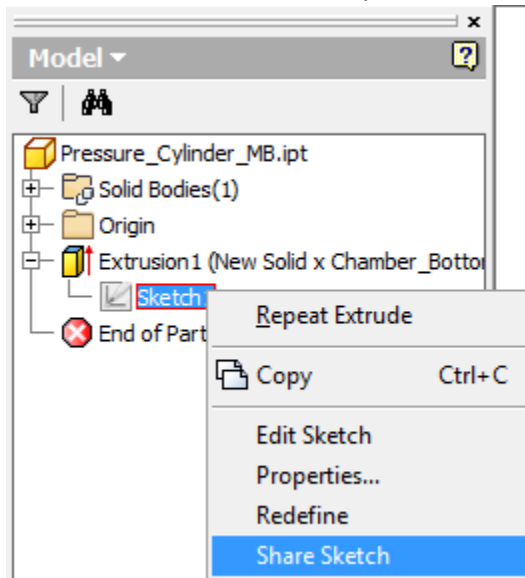 Model
Pressure_Cylinder_MB.ipt
Solid Bodies(1)
Origin
Extrusion1 (New Solid x
Sketch
End of Part
Repeat Extrude
Copy Ctrl+C
Edit Sketch
Properties...
Redefine
Share Sketch